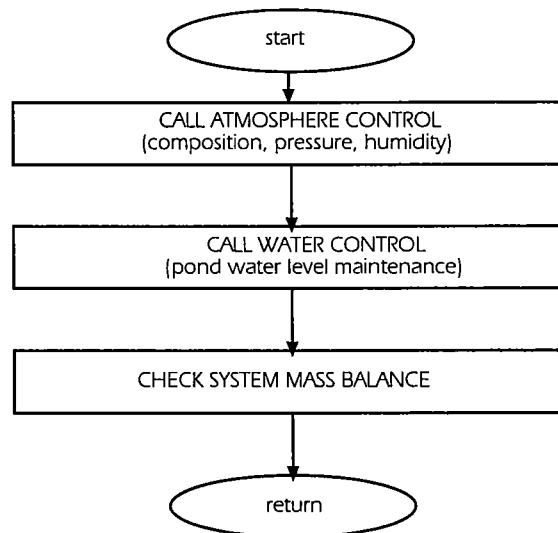 start
CALL ATMOSPHERE CONTROL
(composition, pressure, humidity)
CALL WATER CONTROL
(pond water level maintenance)
CHECK SYSTEM MASS BALANCE
return